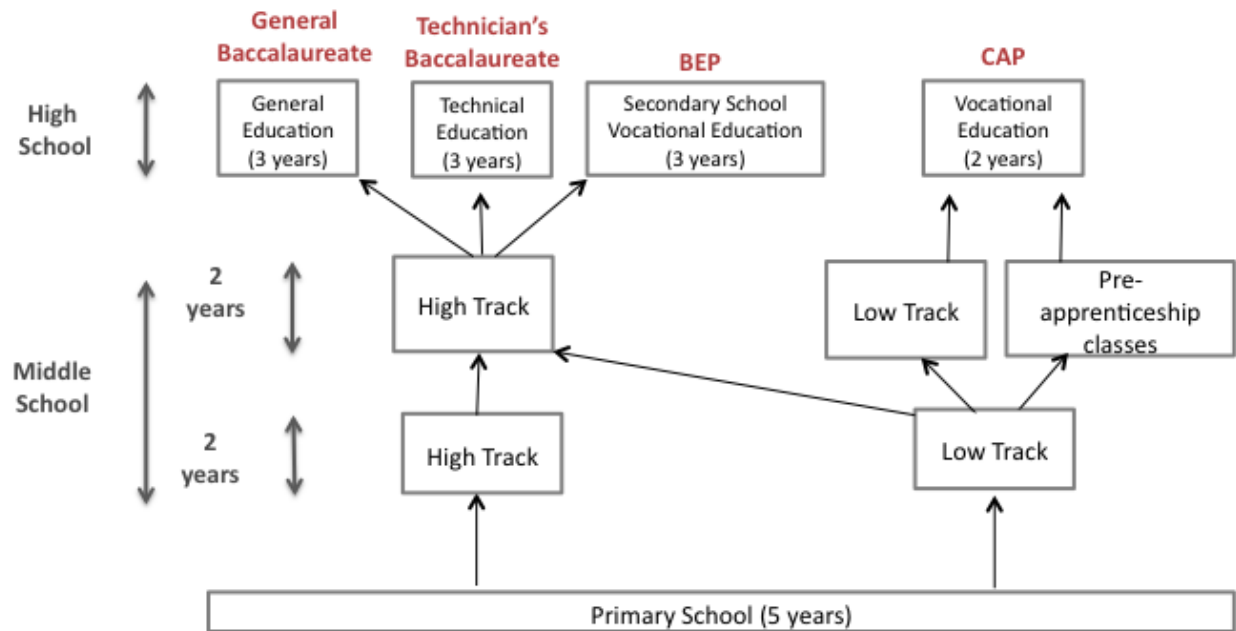 General
Baccalaureate
Technician's
Baccalaureate
BEP
CAP
High
School
General
Education
(3 years)
Technical
Education
(3 years)
Secondary School
Vocational Education
(3 years)
Vocational
Education
(2 years)
2
years
High Track
Low Track
Pre-
apprenticeship
classes
Middle
School
2
years
High Track
Low Track
Primary School (5 years)